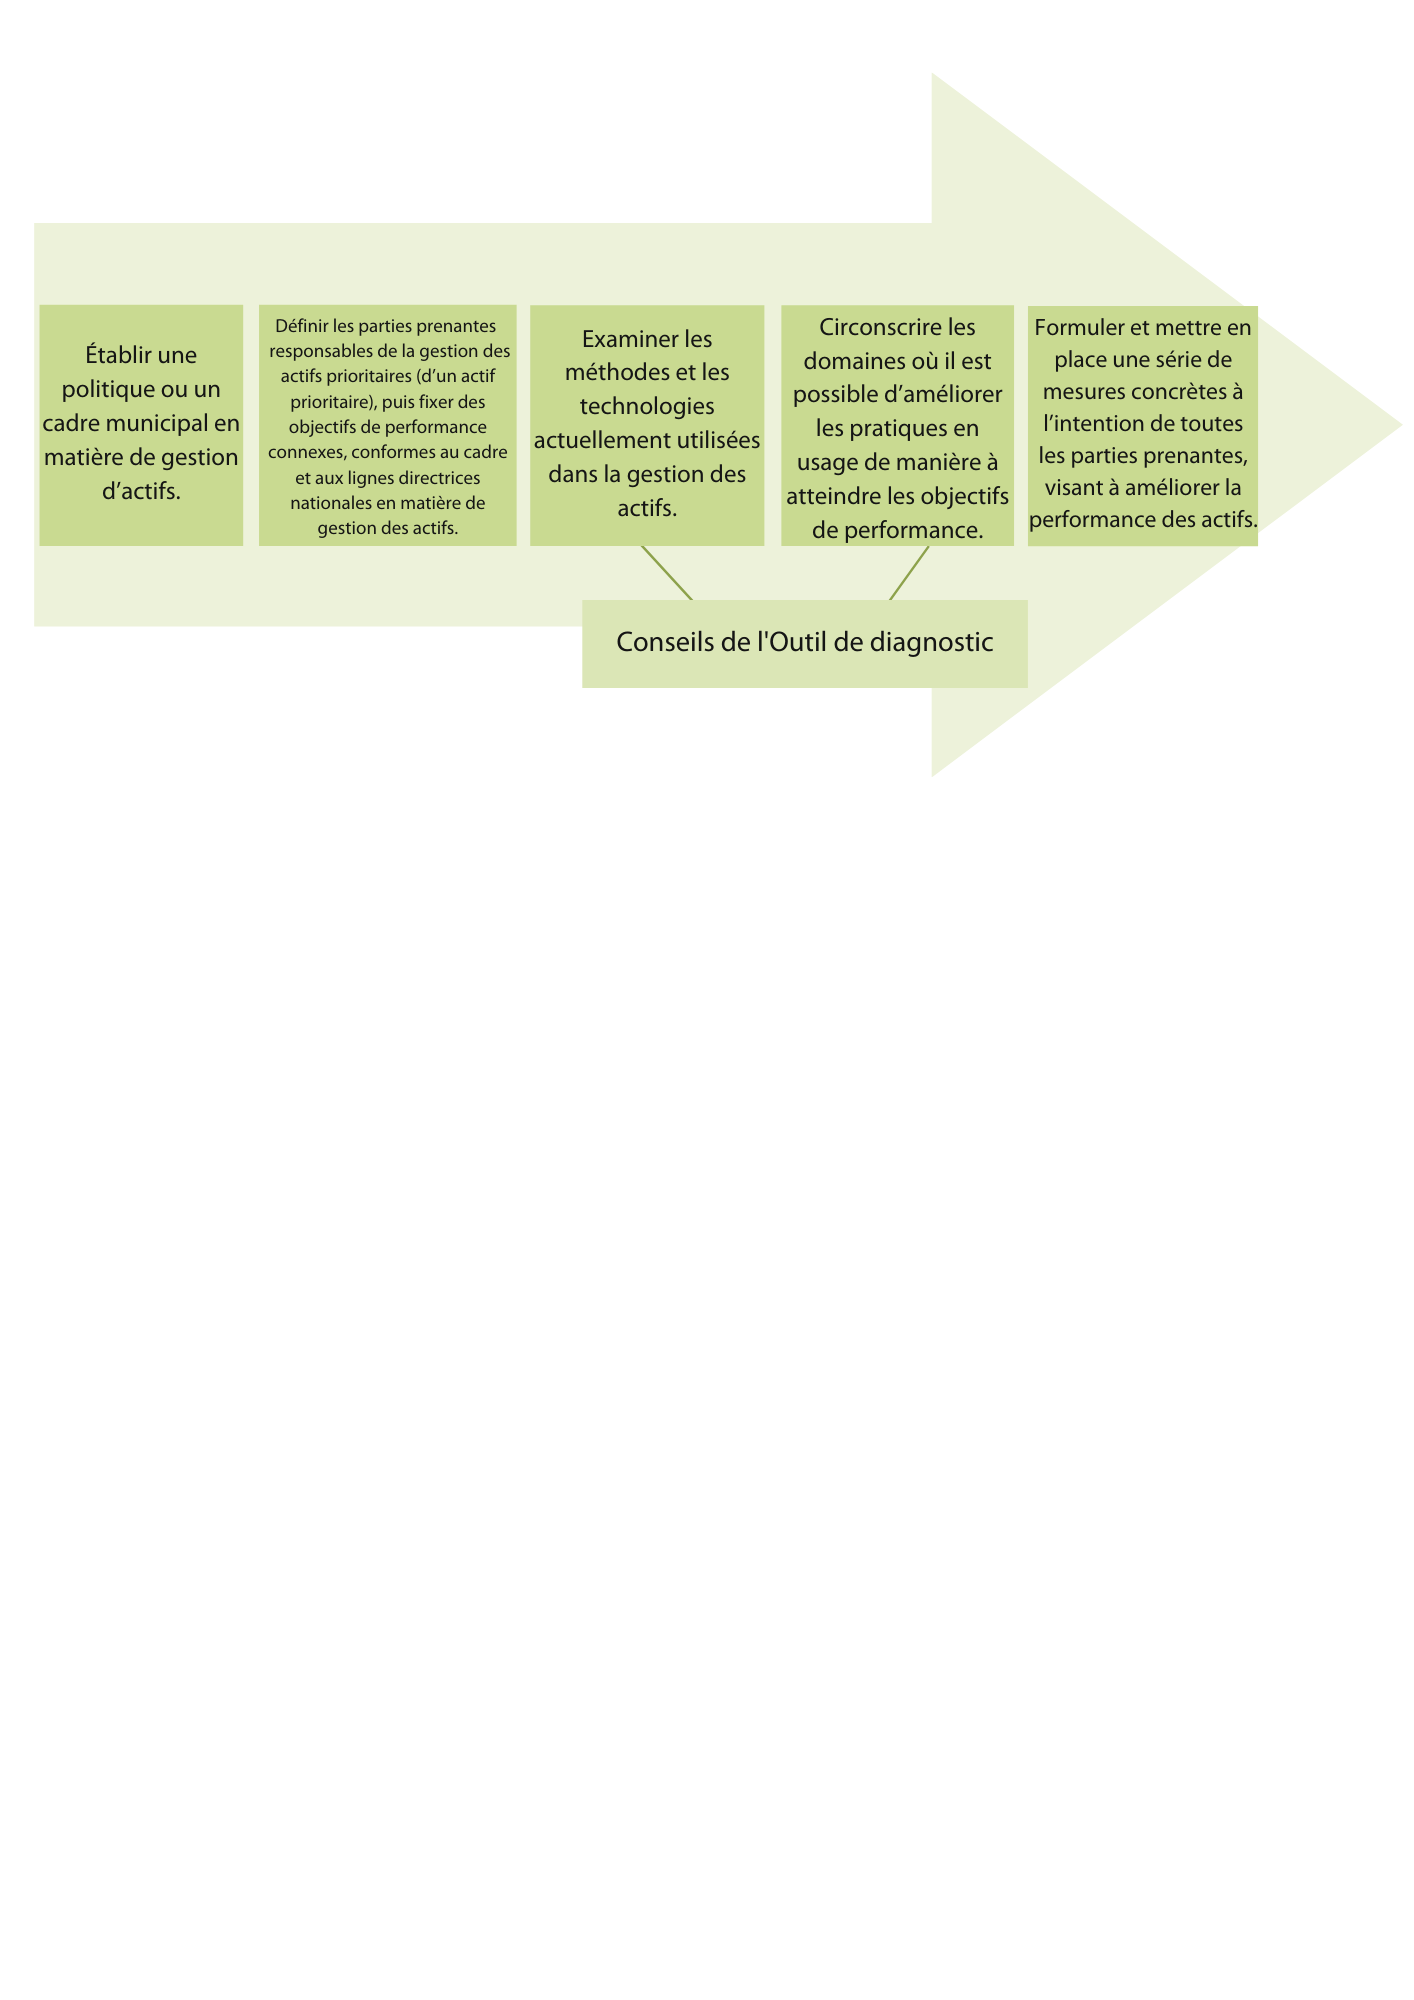 Établir une
politique ou un
cadre municipal en
matière de gestion
d’actifs.
Définir les parties prenantes
responsables de la gestion des
actifs prioritaires (d’un actif
prioritaire), puis fixer des
objectifs de performance
connexes, conformes au cadre
et aux lignes directrices
nationales en matière de
gestion des actifs.
Examiner les
méthodes et les
technologies
actuellement utilisées
dans la gestion des
actifs.
Circonscrire les
domaines où il est
possible d’améliorer
les pratiques en
usage de manière à
atteindre les objectifs
de performance.
Formuler et mettre en
place une série de
mesures concrètes à
l’intention de toutes
les parties prenantes,
visant à améliorer la
performance des actifs.
Conseils de l'Outil de diagnostic